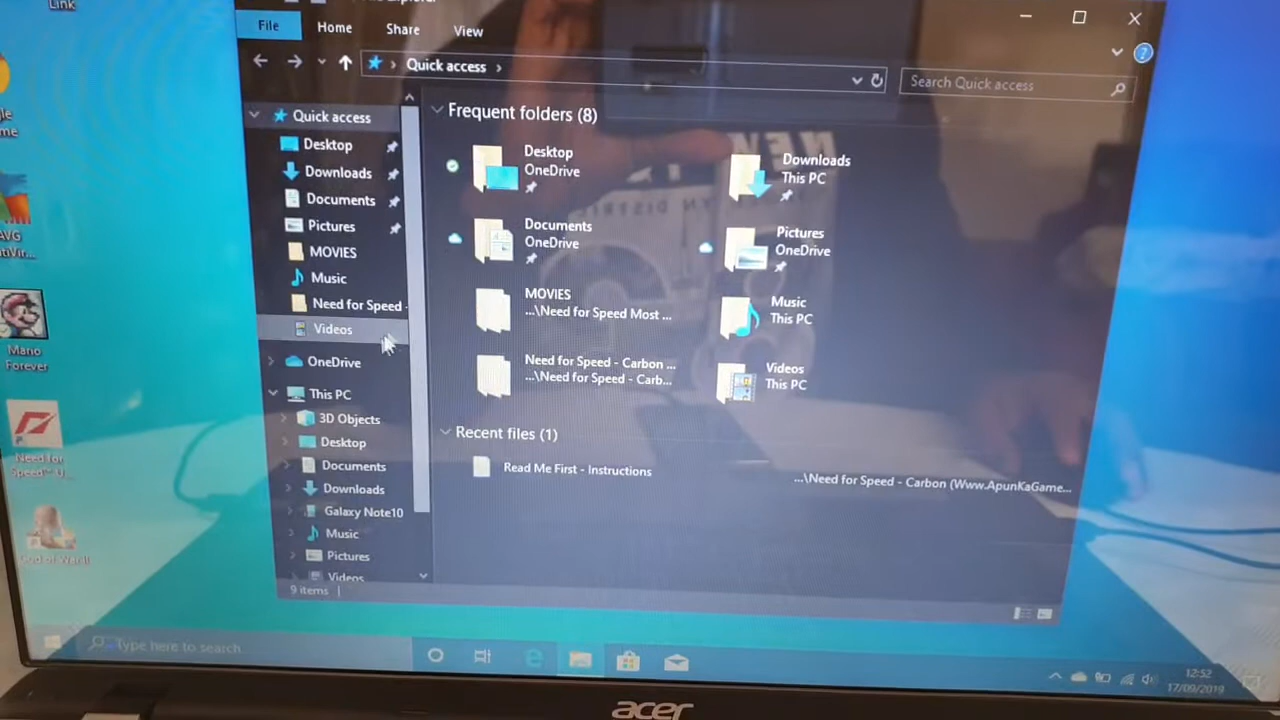 Link
File
Home
Share
View
Quick access
Search Quick access
Quick access
Desktop
Downloads
Documents
Pictures
MOVIES
Music
Need for Speed -
Videos
OneDrive
This PC
3D Objects
Desktop
Documents
Downloads
Galaxy Note10
Music
Pictures
Videos
9 items
Frequent folders (8)
Desktop
OneDrive
Downloads
This PC
Documents
OneDrive
Pictures
OneDrive
MOVIES
...\Need for Speed Most ...
Music
This PC
Need for Speed - Carbon ...
...\Need for Speed - Carb...
Videos
This PC
Recent files (1)
Read Me First - Instructions
...\Need for Speed - Carbon (Www.ApunKaGame...
AVG
Mario
Forever
Need for
Speed™ U...
God of War II
Type here to search
12:52
17/09/2019
acer